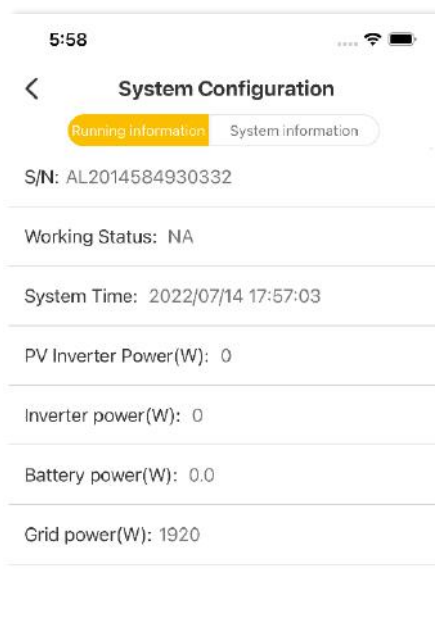 5:58
System Configuration
Running information System information
S/N: AL2014584930332
Working Status: NA
System Time: 2022/07/14 17:57:03
PV Inverter Power(W): 0
Inverter power(W): 0
Battery power(W): 0.0
Grid power(W): 1920